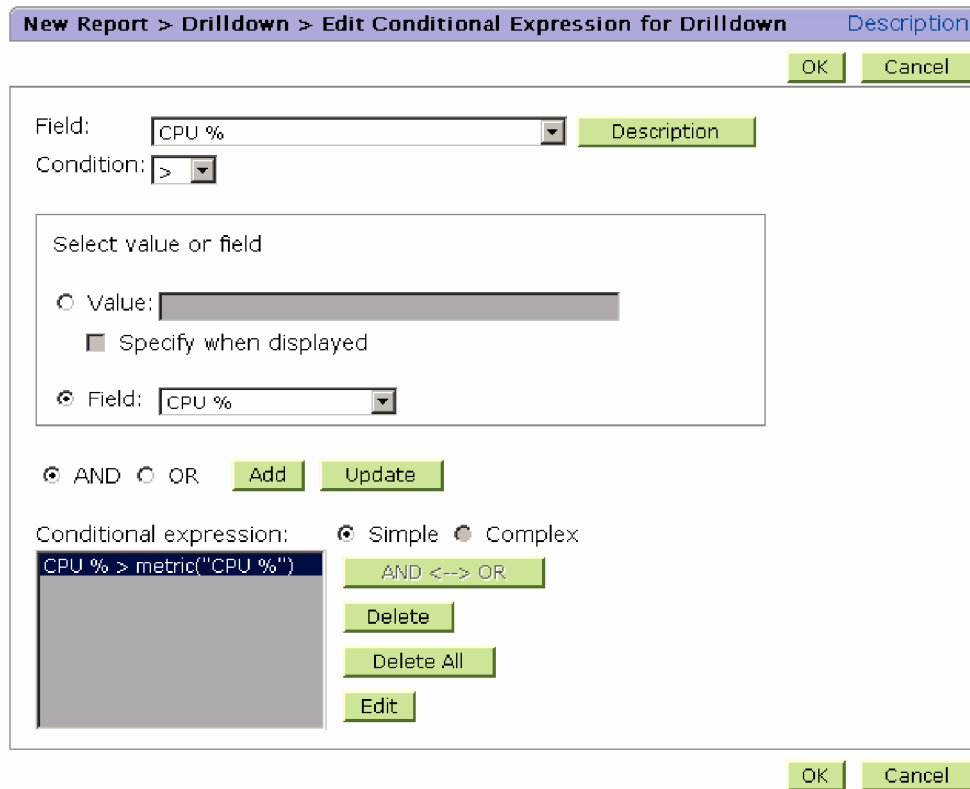 New Report > Drilldown > Edit Conditional Expression for Drilldown Description
OK Cancel
Field: CPU % Description
Condition: >
Select value or field
Value:
Specify when displayed
Field: CPU %
AND OR Add Update
Conditional expression: Simple Complex
CPU % > metric("CPU %")
AND <--> OR
Delete
Delete All
Edit
OK Cancel